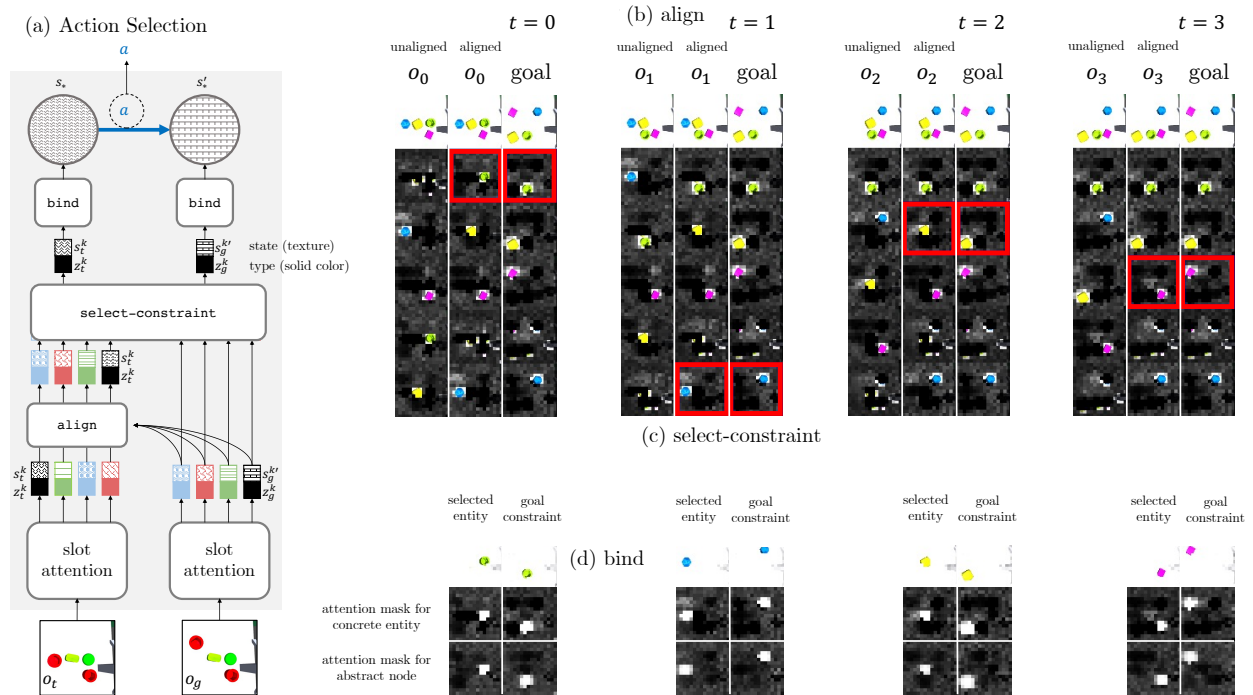 (a) Action Selection
a
s*
s'*
a
bind
bind
s_t^k
z_t^k
s_g^k'
z_g^k
state (texture)
type (solid color)
select-constraint
s_t^k
z_t^k
align
s_t^k
z_t^k
s_g^k'
z_g^k
slot
attention
slot
attention
o_t
o_g
(b) align
t = 0
unaligned aligned
o_0 o_0 goal
t = 1
unaligned aligned
o_1 o_1 goal
t = 2
unaligned aligned
o_2 o_2 goal
t = 3
unaligned aligned
o_3 o_3 goal
(c) select-constraint
selected
entity
goal
constraint
selected
entity
goal
constraint
selected
entity
goal
constraint
selected
entity
goal
constraint
(d) bind
attention mask for
concrete entity
attention mask for
abstract node